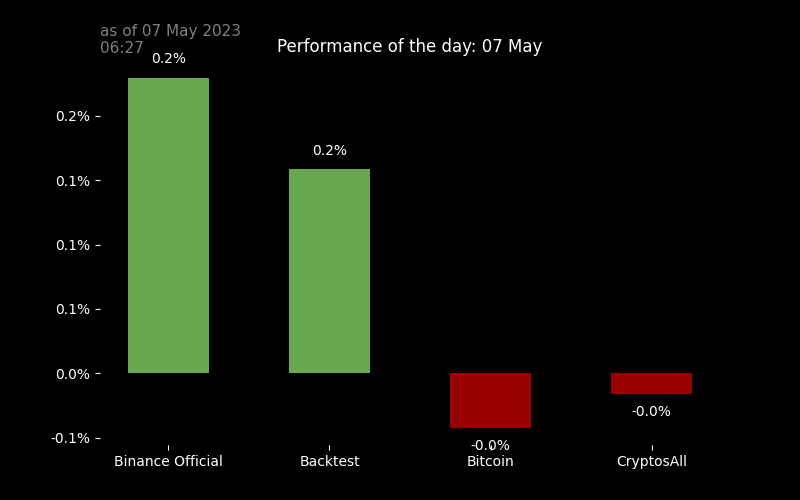 as of 07 May 2023
06:27
Performance of the day: 07 May
0.2%
0.2%
0.2%
0.1%
0.1%
0.1%
0.0%
-0.0%
-0.1%
-0.0%
Binance Official
Backtest
Bitcoin
CryptosAll